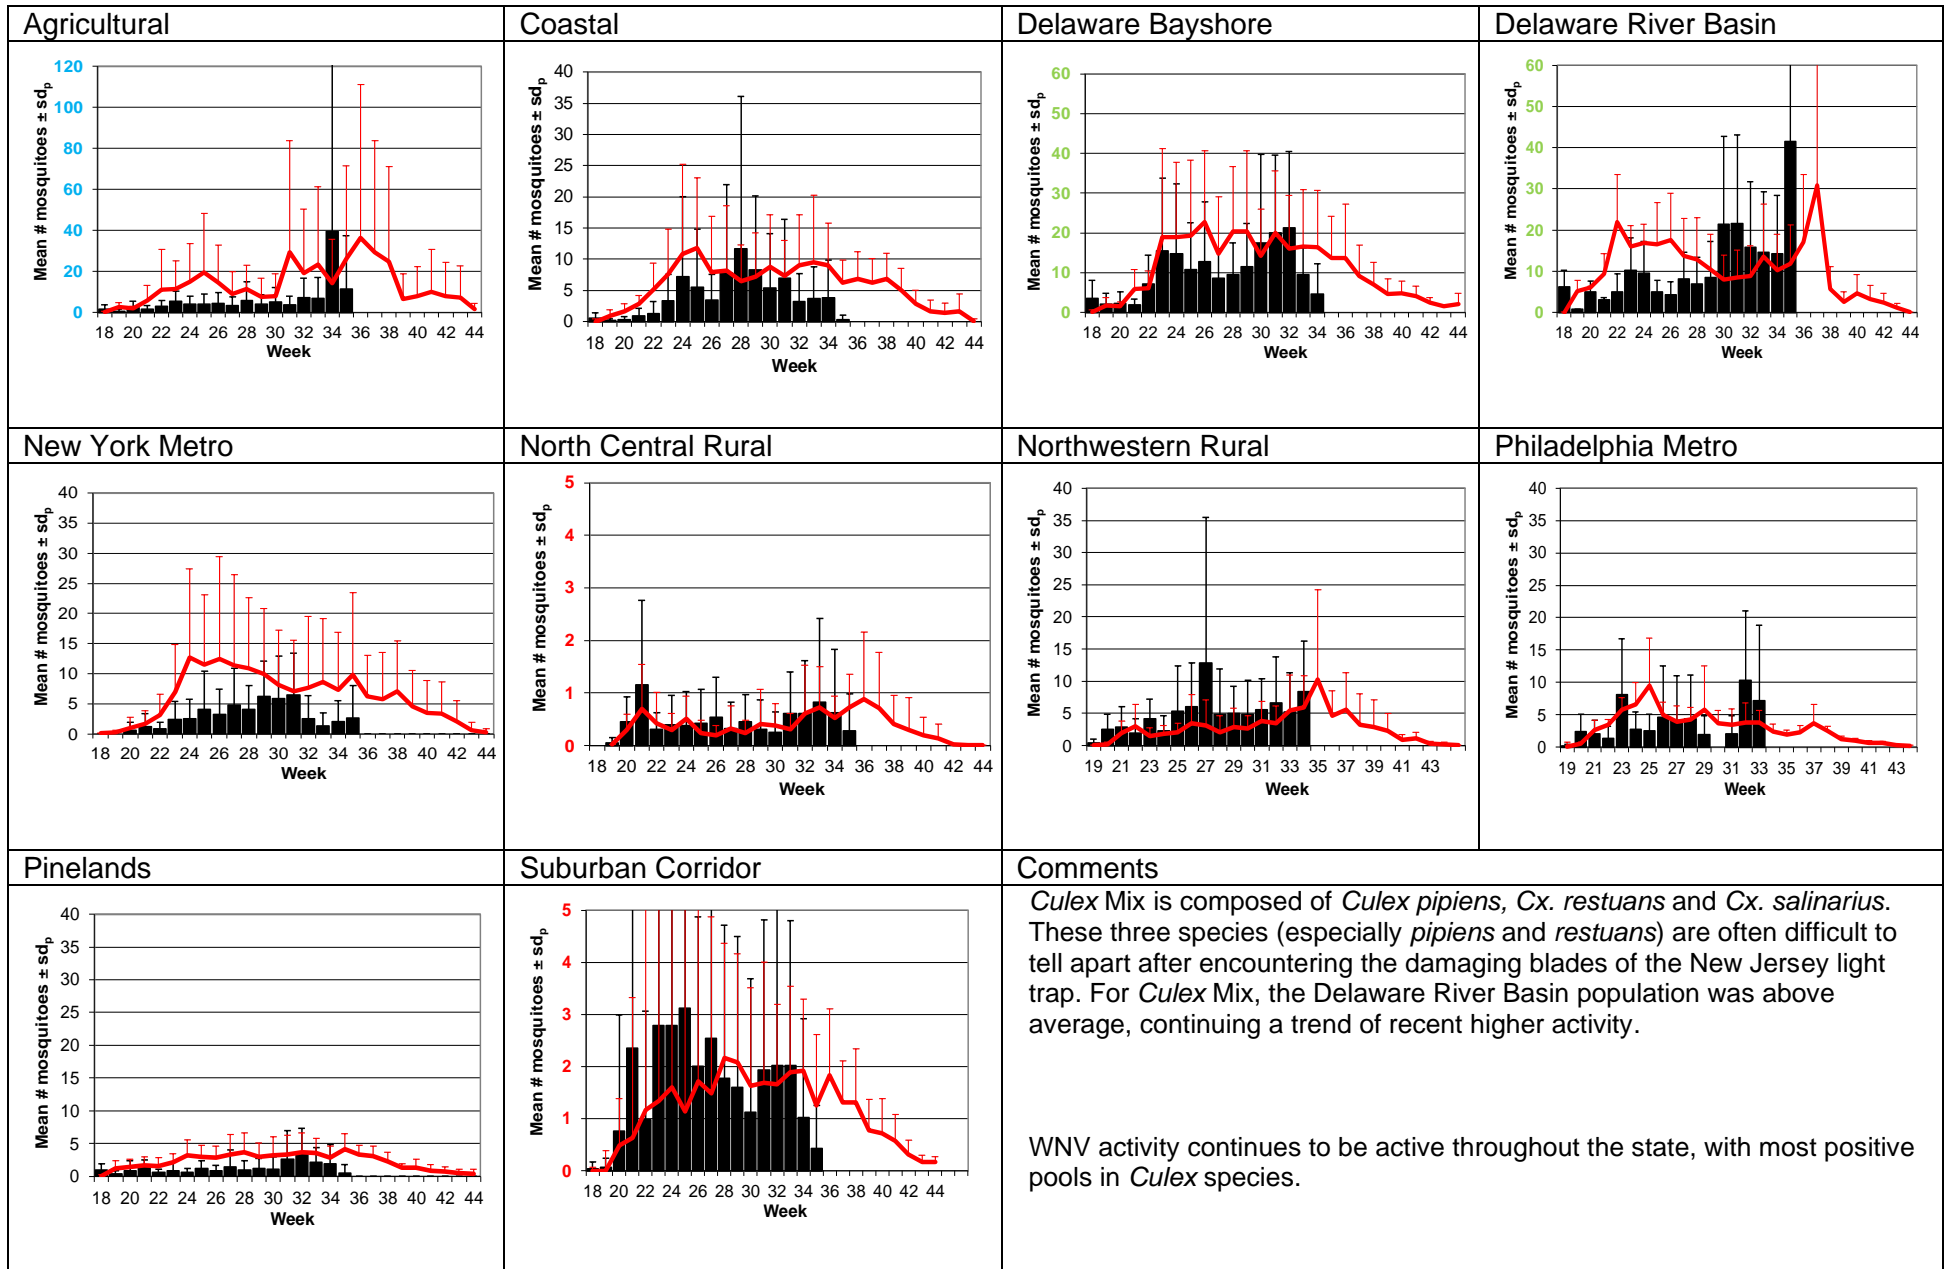 Agricultural
Mean # mosquitoes ± sdp
120
100
80
60
40
20
0
18 20 22 24 26 28 30 32 34 36 38 40 42 44
Week
Coastal
Mean # mosquitoes ± sdp
40
35
30
25
20
15
10
5
0
18 20 22 24 26 28 30 32 34 36 38 40 42 44
Week
Delaware Bayshore
Mean # mosquitoes ± sdp
60
50
40
30
20
10
0
18 20 22 24 26 28 30 32 34 36 38 40 42 44
Week
Delaware River Basin
Mean # mosquitoes ± sdp
60
50
40
30
20
10
0
18 20 22 24 26 28 30 32 34 36 38 40 42 44
Week
New York Metro
Mean # mosquitoes ± sdp
40
35
30
25
20
15
10
5
0
18 20 22 24 26 28 30 32 34 36 38 40 42 44
Week
North Central Rural
Mean # mosquitoes ± sdp
5
4
3
2
1
0
18 20 22 24 26 28 30 32 34 36 38 40 42 44
Week
Northwestern Rural
Mean # mosquitoes ± sdp
40
35
30
25
20
15
10
5
0
19 21 23 25 27 29 31 33 35 37 39 41 43
Week
Philadelphia Metro
Mean # mosquitoes ± sdp
40
35
30
25
20
15
10
5
0
19 21 23 25 27 29 31 33 35 37 39 41 43
Week
Pinelands
Mean # mosquitoes ± sdp
40
35
30
25
20
15
10
5
0
18 20 22 24 26 28 30 32 34 36 38 40 42 44
Week
Suburban Corridor
Mean # mosquitoes ± sdp
5
4
3
2
1
0
18 20 22 24 26 28 30 32 34 36 38 40 42 44
Week
Comments
Culex Mix is composed of Culex pipiens, Cx. restuans and Cx. salinarius.
These three species (especially pipiens and restuans) are often difficult to
tell apart after encountering the damaging blades of the New Jersey light
trap. For Culex Mix, the Delaware River Basin population was above
average, continuing a trend of recent higher activity.
WNV activity continues to be active throughout the state, with most positive
pools in Culex species.